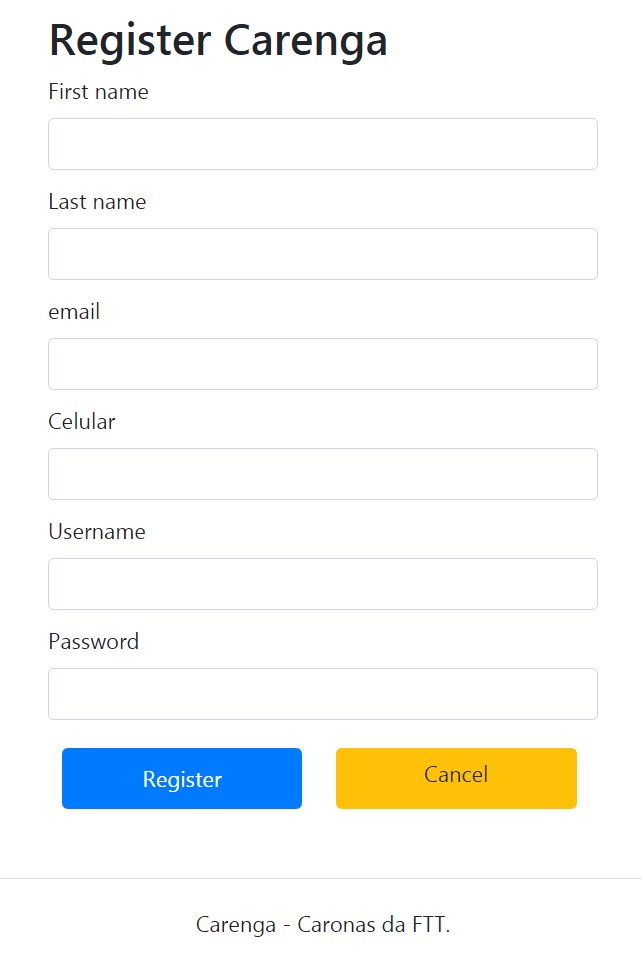 Register Carenga
First name
Last name
email
Celular
Username
Password
Register
Cancel
Carenga - Caronas da FTT.